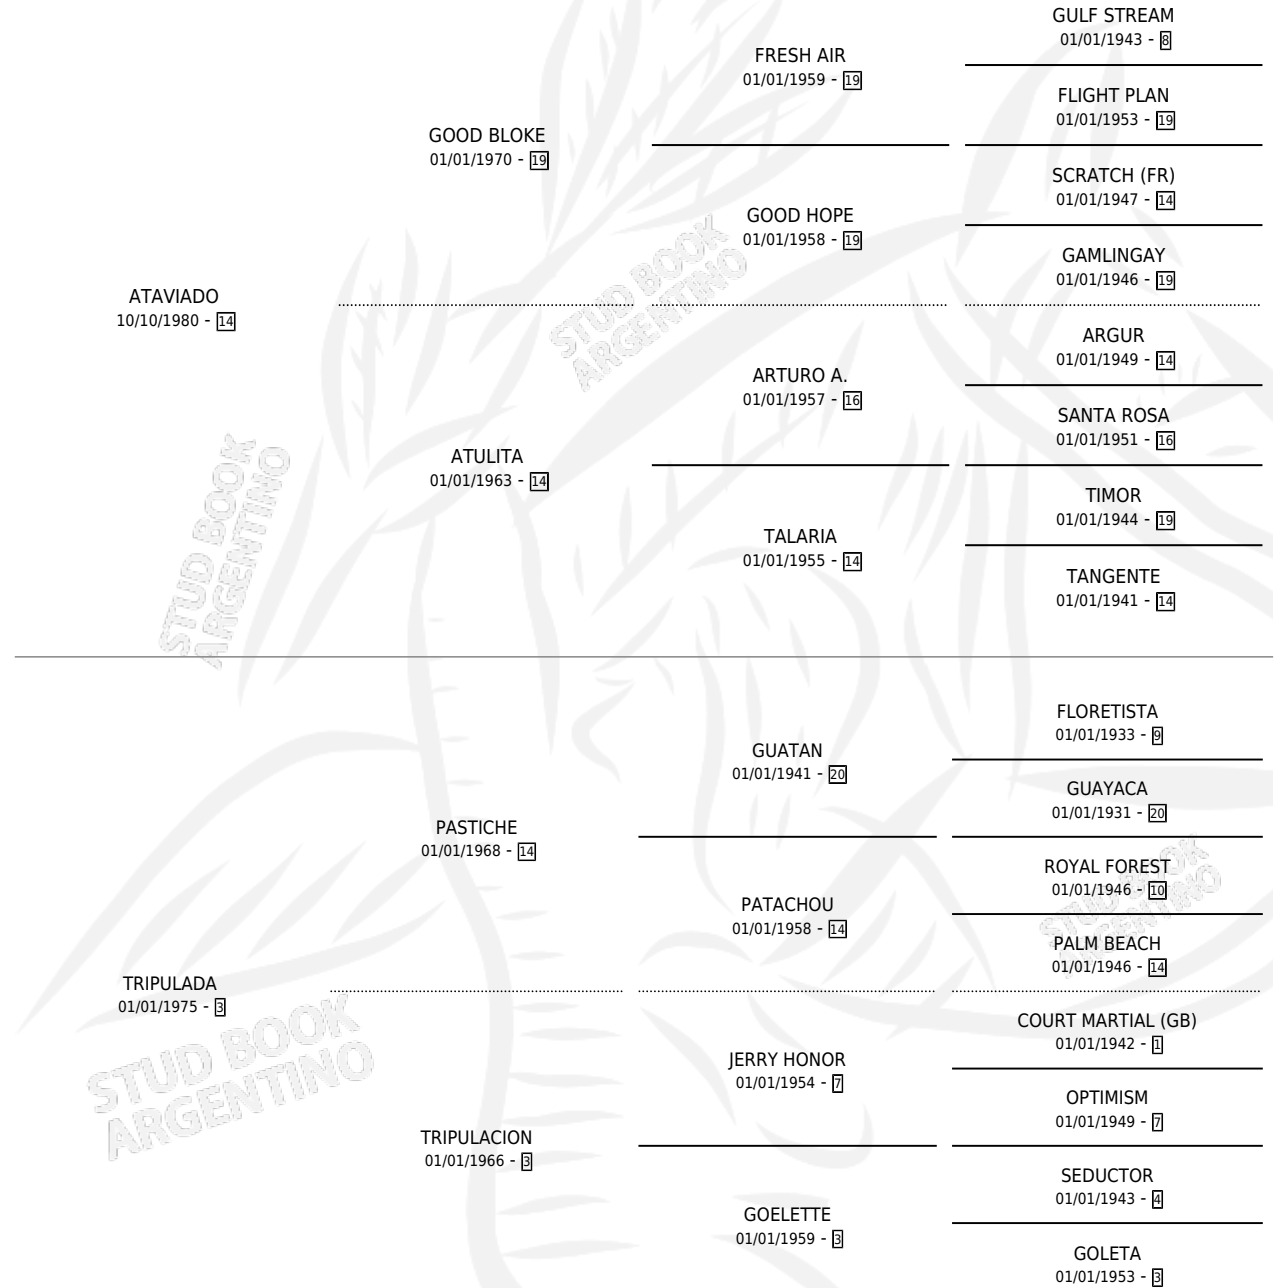 GULF STREAM
01/01/1943 - 8
FRESH AIR
01/01/1959 - 19
FLIGHT PLAN
01/01/1953 - 19
GOOD BLOKE
01/01/1970 - 19
SCRATCH (FR)
01/01/1947 - 14
GOOD HOPE
01/01/1958 - 19
GAMLINGAY
01/01/1946 - 19
ATAVIADO
10/10/1980 - 14
STUD BOOK
ARGENTINO
ARGUR
01/01/1949 - 14
ARTURO A.
01/01/1957 - 16
SANTA ROSA
01/01/1951 - 16
ATULITA
01/01/1963 - 14
TIMOR
01/01/1944 - 19
TALARIA
01/01/1955 - 14
TANGENTE
01/01/1941 - 14
STUD BOOK
ARGENTINO
FLORETISTA
01/01/1933 - 9
GUATAN
01/01/1941 - 20
GUAYACA
01/01/1931 - 20
PASTICHE
01/01/1968 - 14
ROYAL FOREST
01/01/1946 - 10
PATACHOU
01/01/1958 - 14
PALM BEACH
01/01/1946 - 14
STUD BOOK
ARGENTINO
TRIPULADA
01/01/1975 - 3
COURT MARTIAL (GB)
01/01/1942 - 1
JERRY HONOR
01/01/1954 - 7
OPTIMISM
01/01/1949 - 7
STUD BOOK
ARGENTINO
TRIPULACION
01/01/1966 - 3
SEDUCTOR
01/01/1943 - 4
GOELETTE
01/01/1959 - 3
GOLETA
01/01/1953 - 3